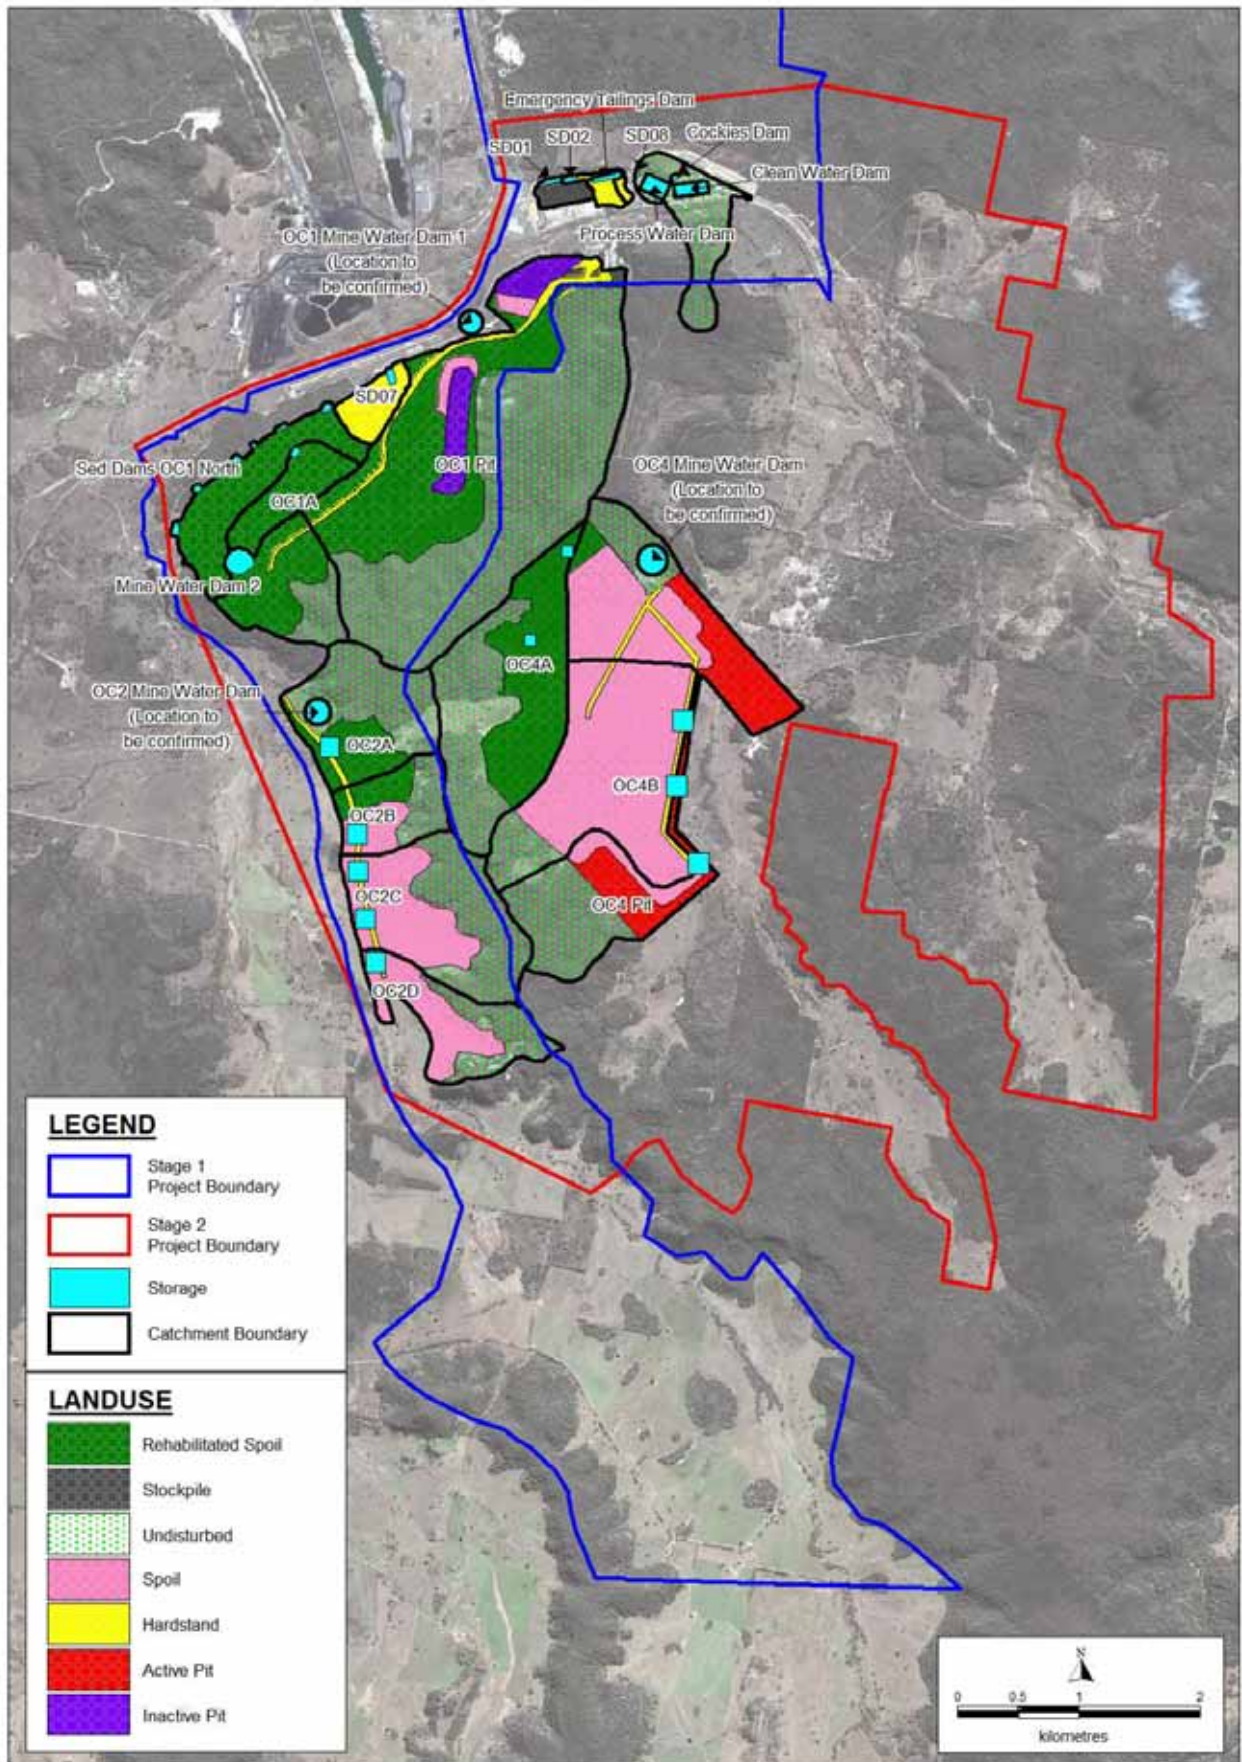 Emergency Tailings Dam
SD01
SD02
SD08
Cockies Dam
Clean Water Dam
OC1 Mine Water Dam 1
(Location to
be confirmed)
Process Water Dam
SD07
Sed Dams OC1 North
OC1 Pit
OC1A
OC4 Mine Water Dam
(Location to
be confirmed)
Mine Water Dam 2
OC4A
OC2 Mine Water Dam
(Location to
be confirmed)
OC2A
OC4B
OC2B
OC2C
OC4 Pit
OC2D
LEGEND
Stage 1
Project Boundary
Stage 2
Project Boundary
Storage
Catchment Boundary
LANDUSE
Rehabilitated Spoil
Stockpile
Undisturbed
Spoil
Hardstand
Active Pit
Inactive Pit
N
0 0.5 1 2
kilometres